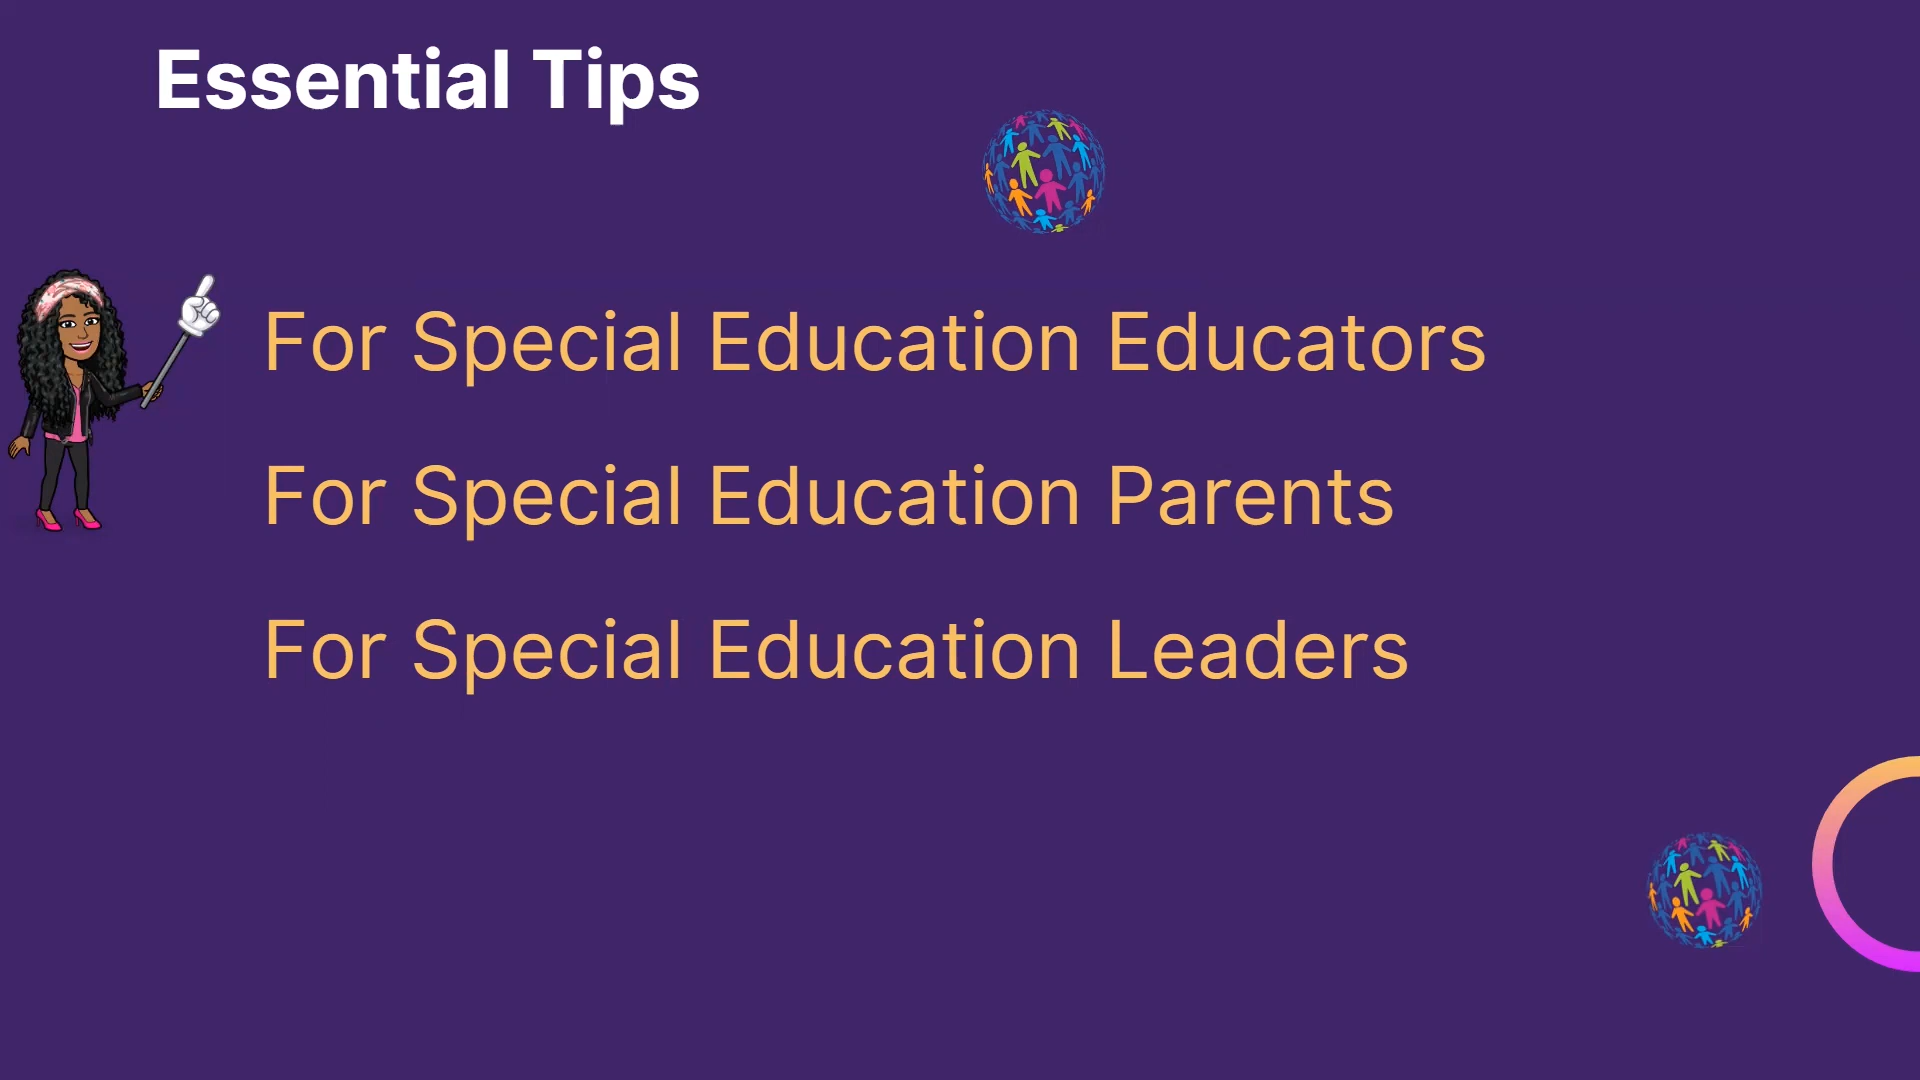 Essential Tips
For Special Education Educators
For Special Education Parents
For Special Education Leaders